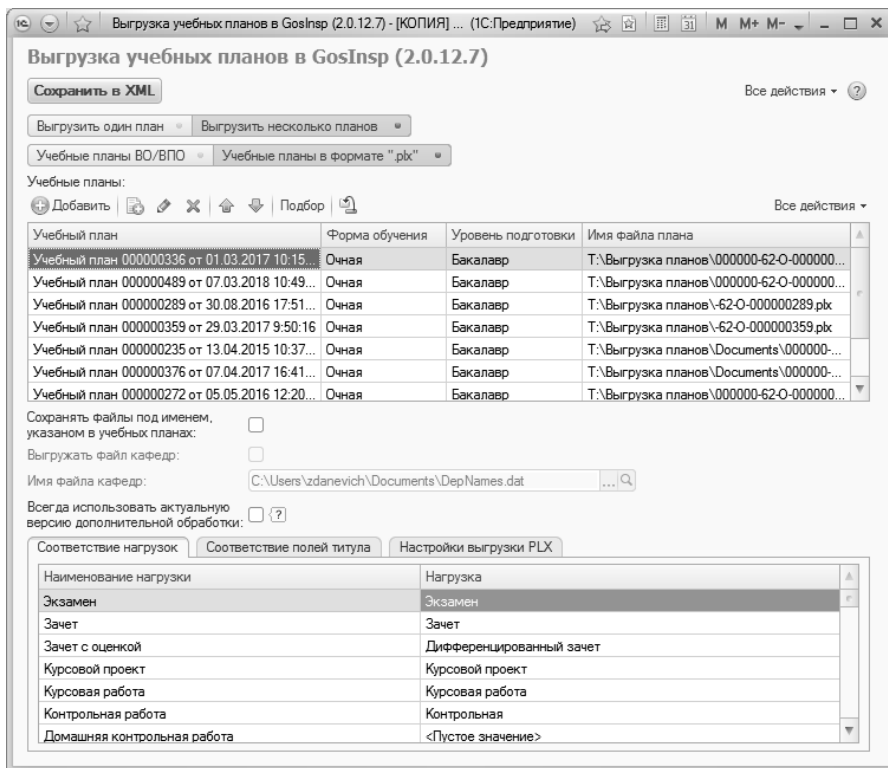 Выгрузка учебных планов в GosInsp (2.0.12.7) - [КОПИЯ] ... (1С:Предприятие) 31 M M+ M-
Выгрузка учебных планов в GosInsp (2.0.12.7)
Сохранить в XML Все действия ?
Выгрузить один план Выгрузить несколько планов
Учебные планы ВО/ВПО Учебные планы в формате ".plx"
Учебные планы:
Добавить Подбор Все действия
Учебный план Форма обучения Уровень подготовки Имя файла плана
Учебный план 000000336 от 01.03.2017 10:15... Очная Бакалавр T:\Выгрузка планов\000000-62-О-000000...
Учебный план 000000489 от 07.03.2018 10:49... Очная Бакалавр T:\Выгрузка планов\000000-62-О-000000...
Учебный план 000000289 от 30.08.2016 17:51... Очная Бакалавр T:\Выгрузка планов\-62-О-000000289.plx
Учебный план 000000359 от 29.03.2017 9:50:16 Очная Бакалавр T:\Выгрузка планов\-62-О-000000359.plx
Учебный план 000000235 от 13.04.2015 10:37... Очная Бакалавр T:\Выгрузка планов\Documents\000000-...
Учебный план 000000376 от 07.04.2017 16:41... Очная Бакалавр T:\Выгрузка планов\Documents\000000-...
Учебный план 000000272 от 05.05.2016 12:20... Очная Бакалавр T:\Выгрузка планов\000000-62-О-000000...
Сохранять файлы под именем,
указаном в учебных планах:
Выгружать файл кафедр:
Имя файла кафедр: C:\Users\zdanevich\Documents\DepNames.dat ...
Всегда использовать актуальную
версию дополнительной обработки: ?
Соответствие нагрузок Соответствие полей титула Настройки выгрузки PLX
Наименование нагрузки Нагрузка
Экзамен Экзамен
Зачет Зачет
Зачет с оценкой Дифференцированный зачет
Курсовой проект Курсовой проект
Курсовая работа Курсовая работа
Контрольная работа Контрольная
Домашняя контрольная работа <Пустое значение>